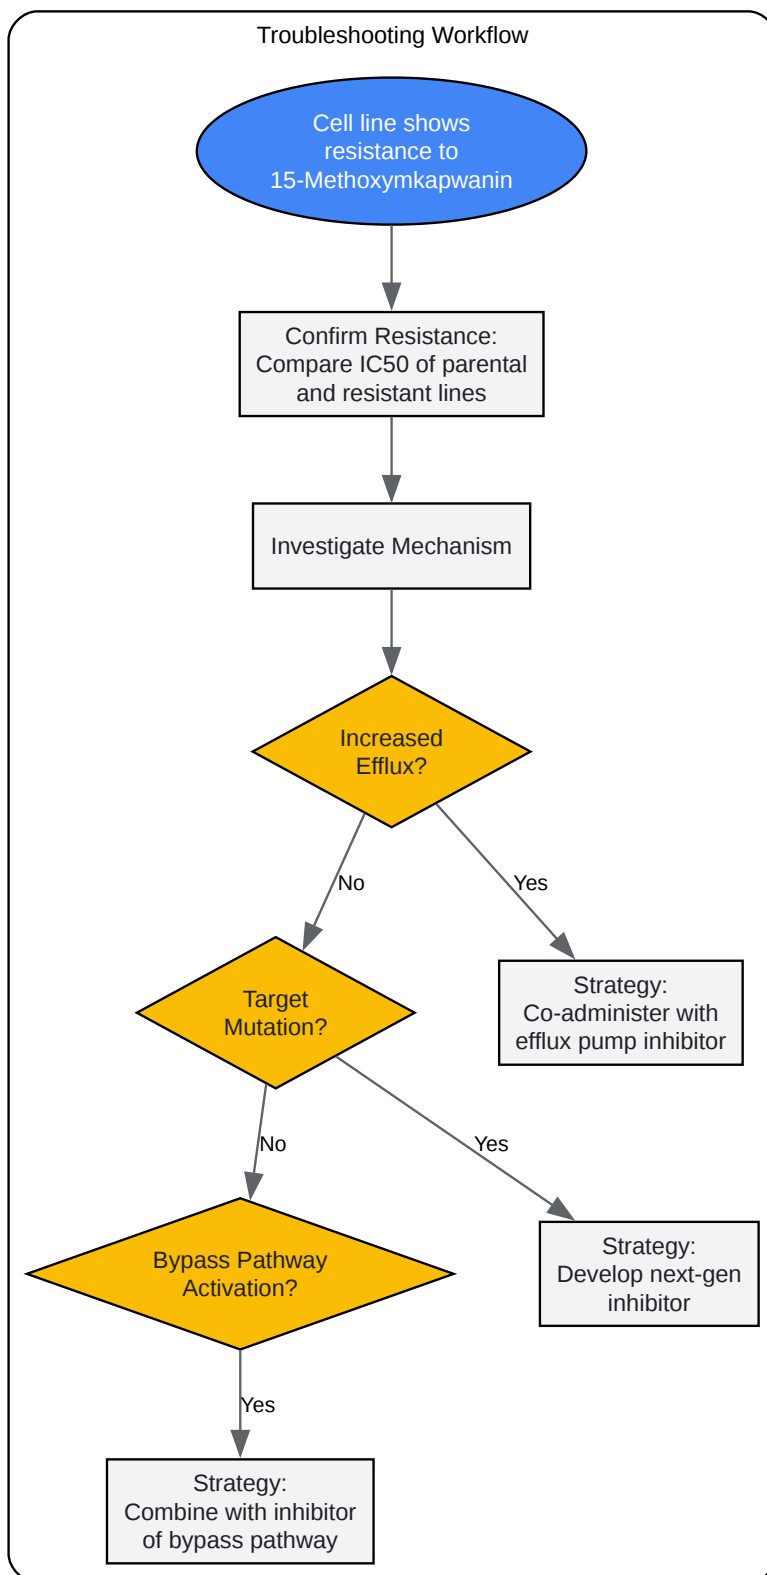 Troubleshooting Workflow
Cell line shows
resistance to
15-Methoxymkapwanin
Confirm Resistance:
Compare IC50 of parental
and resistant lines
Investigate Mechanism
Increased
Efflux?
No
Yes
Target
Mutation?
Strategy:
Co-administer with
efflux pump inhibitor
No
Yes
Bypass Pathway
Activation?
Strategy:
Develop next-gen
inhibitor
Yes
Strategy:
Combine with inhibitor
of bypass pathway